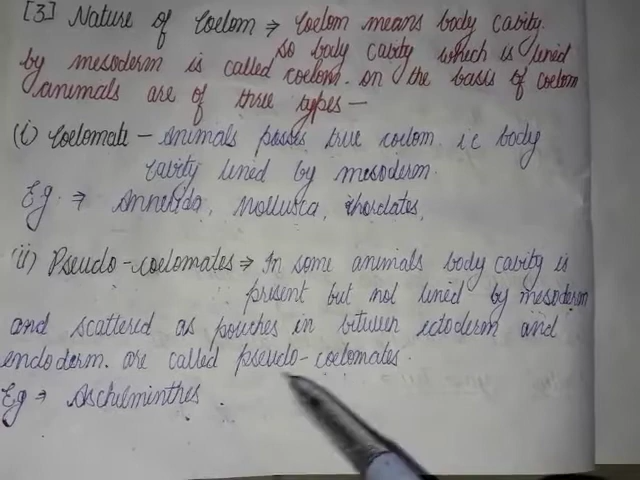 [3] Nature of Coelom → Coelom means body cavity.
so body cavity which is lined
by mesoderm is called coelom. On the basis of coelom
animals are of three types —
(i) Coelomate - Animals posses true coelom i.e body
cavity lined by mesoderm.
Eg → Annelida, Mollusca, Chordates,
(ii) Pseudo-coelomates → In some animals body cavity is
present but not lined by mesoderm
and scattered as pouches in bitween ectoderm and
endoderm. are called pseudo-coelomates.
Eg → Aschelminthes.